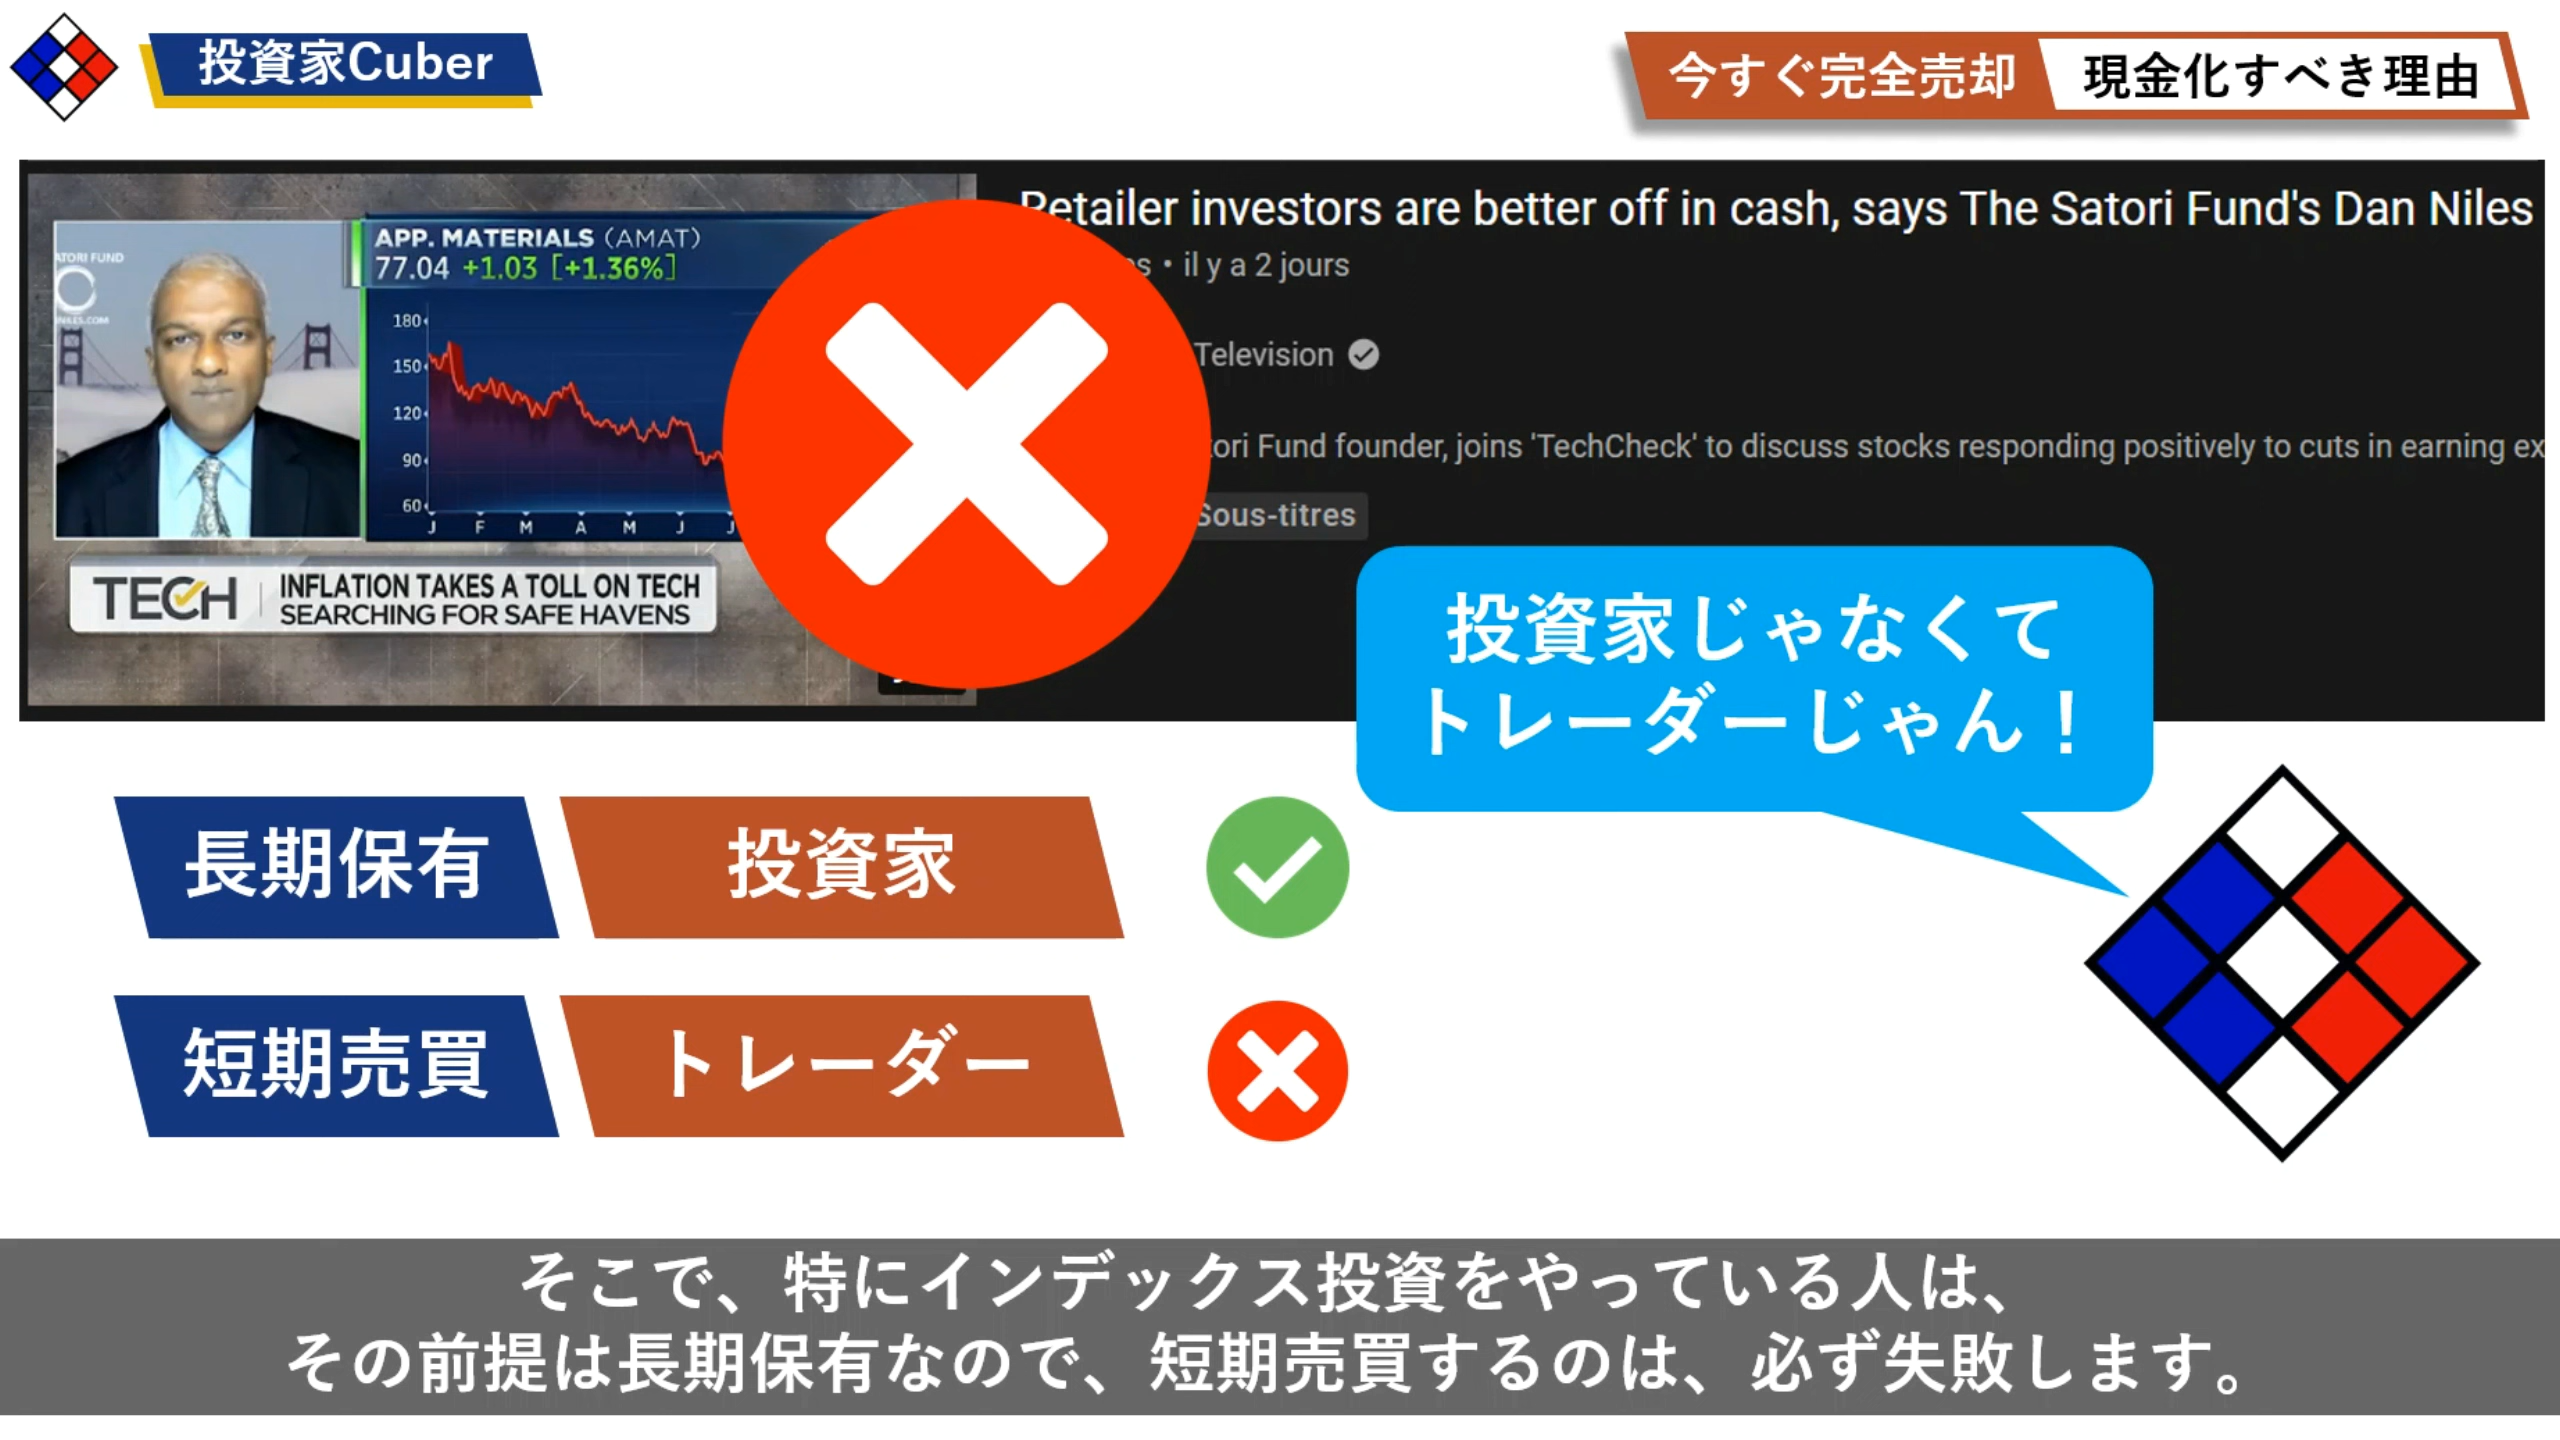 投資家Cuber
今すぐ完全売却 現金化すべき理由
Retailer investors are better off in cash, says The Satori Fund's Dan Niles
il y a 2 jours
Television
Fund founder, joins 'TechCheck' to discuss stocks responding positively to cuts in earning
Sous-titres
FUND
APP. MATERIALS (AMAT)
77.04 +1.03 [+1.36%]
180
150
120
90
60
J F M A M J J
TECH INFLATION TAKES A TOLL ON TECH
SEARCHING FOR SAFE HAVENS
投資家じゃなくて
トレーダーじゃん！
長期保有 投資家
短期売買 トレーダー
そこで、特にインデックス投資をやっている人は、
その前提は長期保有なので、短期売買するのは、必ず失敗します。